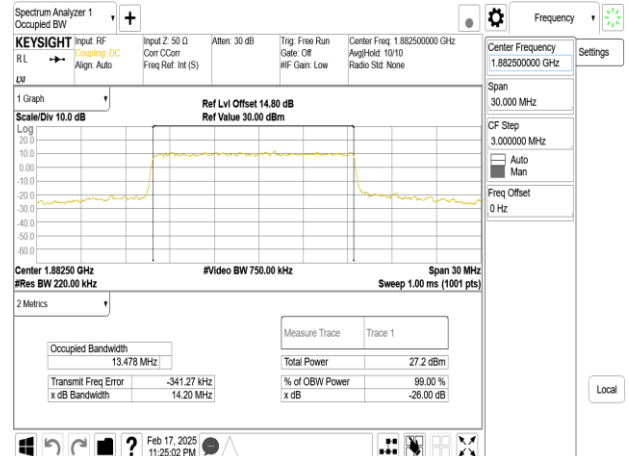 Spectrum Analyzer 1
Occupied BW
Frequency
KEYSIGHT
RL
LXI
Input: RF
Coupling: DC
Align: Auto
Input Z: 50 Ω
Corr CCorr
Freq Ref: Int (S)
Atten: 30 dB
Trig: Free Run
Gate: Off
#IF Gain: Low
Center Freq: 1.882500000 GHz
Avg|Hold: 10/10
Radio Std: None
Center Frequency
1.882500000 GHz
Settings
Span
30.000 MHz
CF Step
3.000000 MHz
Auto
Man
Freq Offset
0 Hz
1 Graph
Ref Lvl Offset 14.80 dB
Scale/Div 10.0 dB
Ref Value 30.00 dBm
Log
20.0
10.0
0.00
-10.0
-20.0
-30.0
-40.0
-50.0
-60.0
Center 1.88250 GHz
#Video BW 750.00 kHz
Span 30 MHz
#Res BW 220.00 kHz
Sweep 1.00 ms (1001 pts)
2 Metrics
Measure Trace Trace 1
Occupied Bandwidth
13.478 MHz
Total Power 27.2 dBm
Transmit Freq Error -341.27 kHz
% of OBW Power 99.00 %
x dB Bandwidth 14.20 MHz
x dB -26.00 dB
Local
Feb 17, 2025
11:25:02 PM